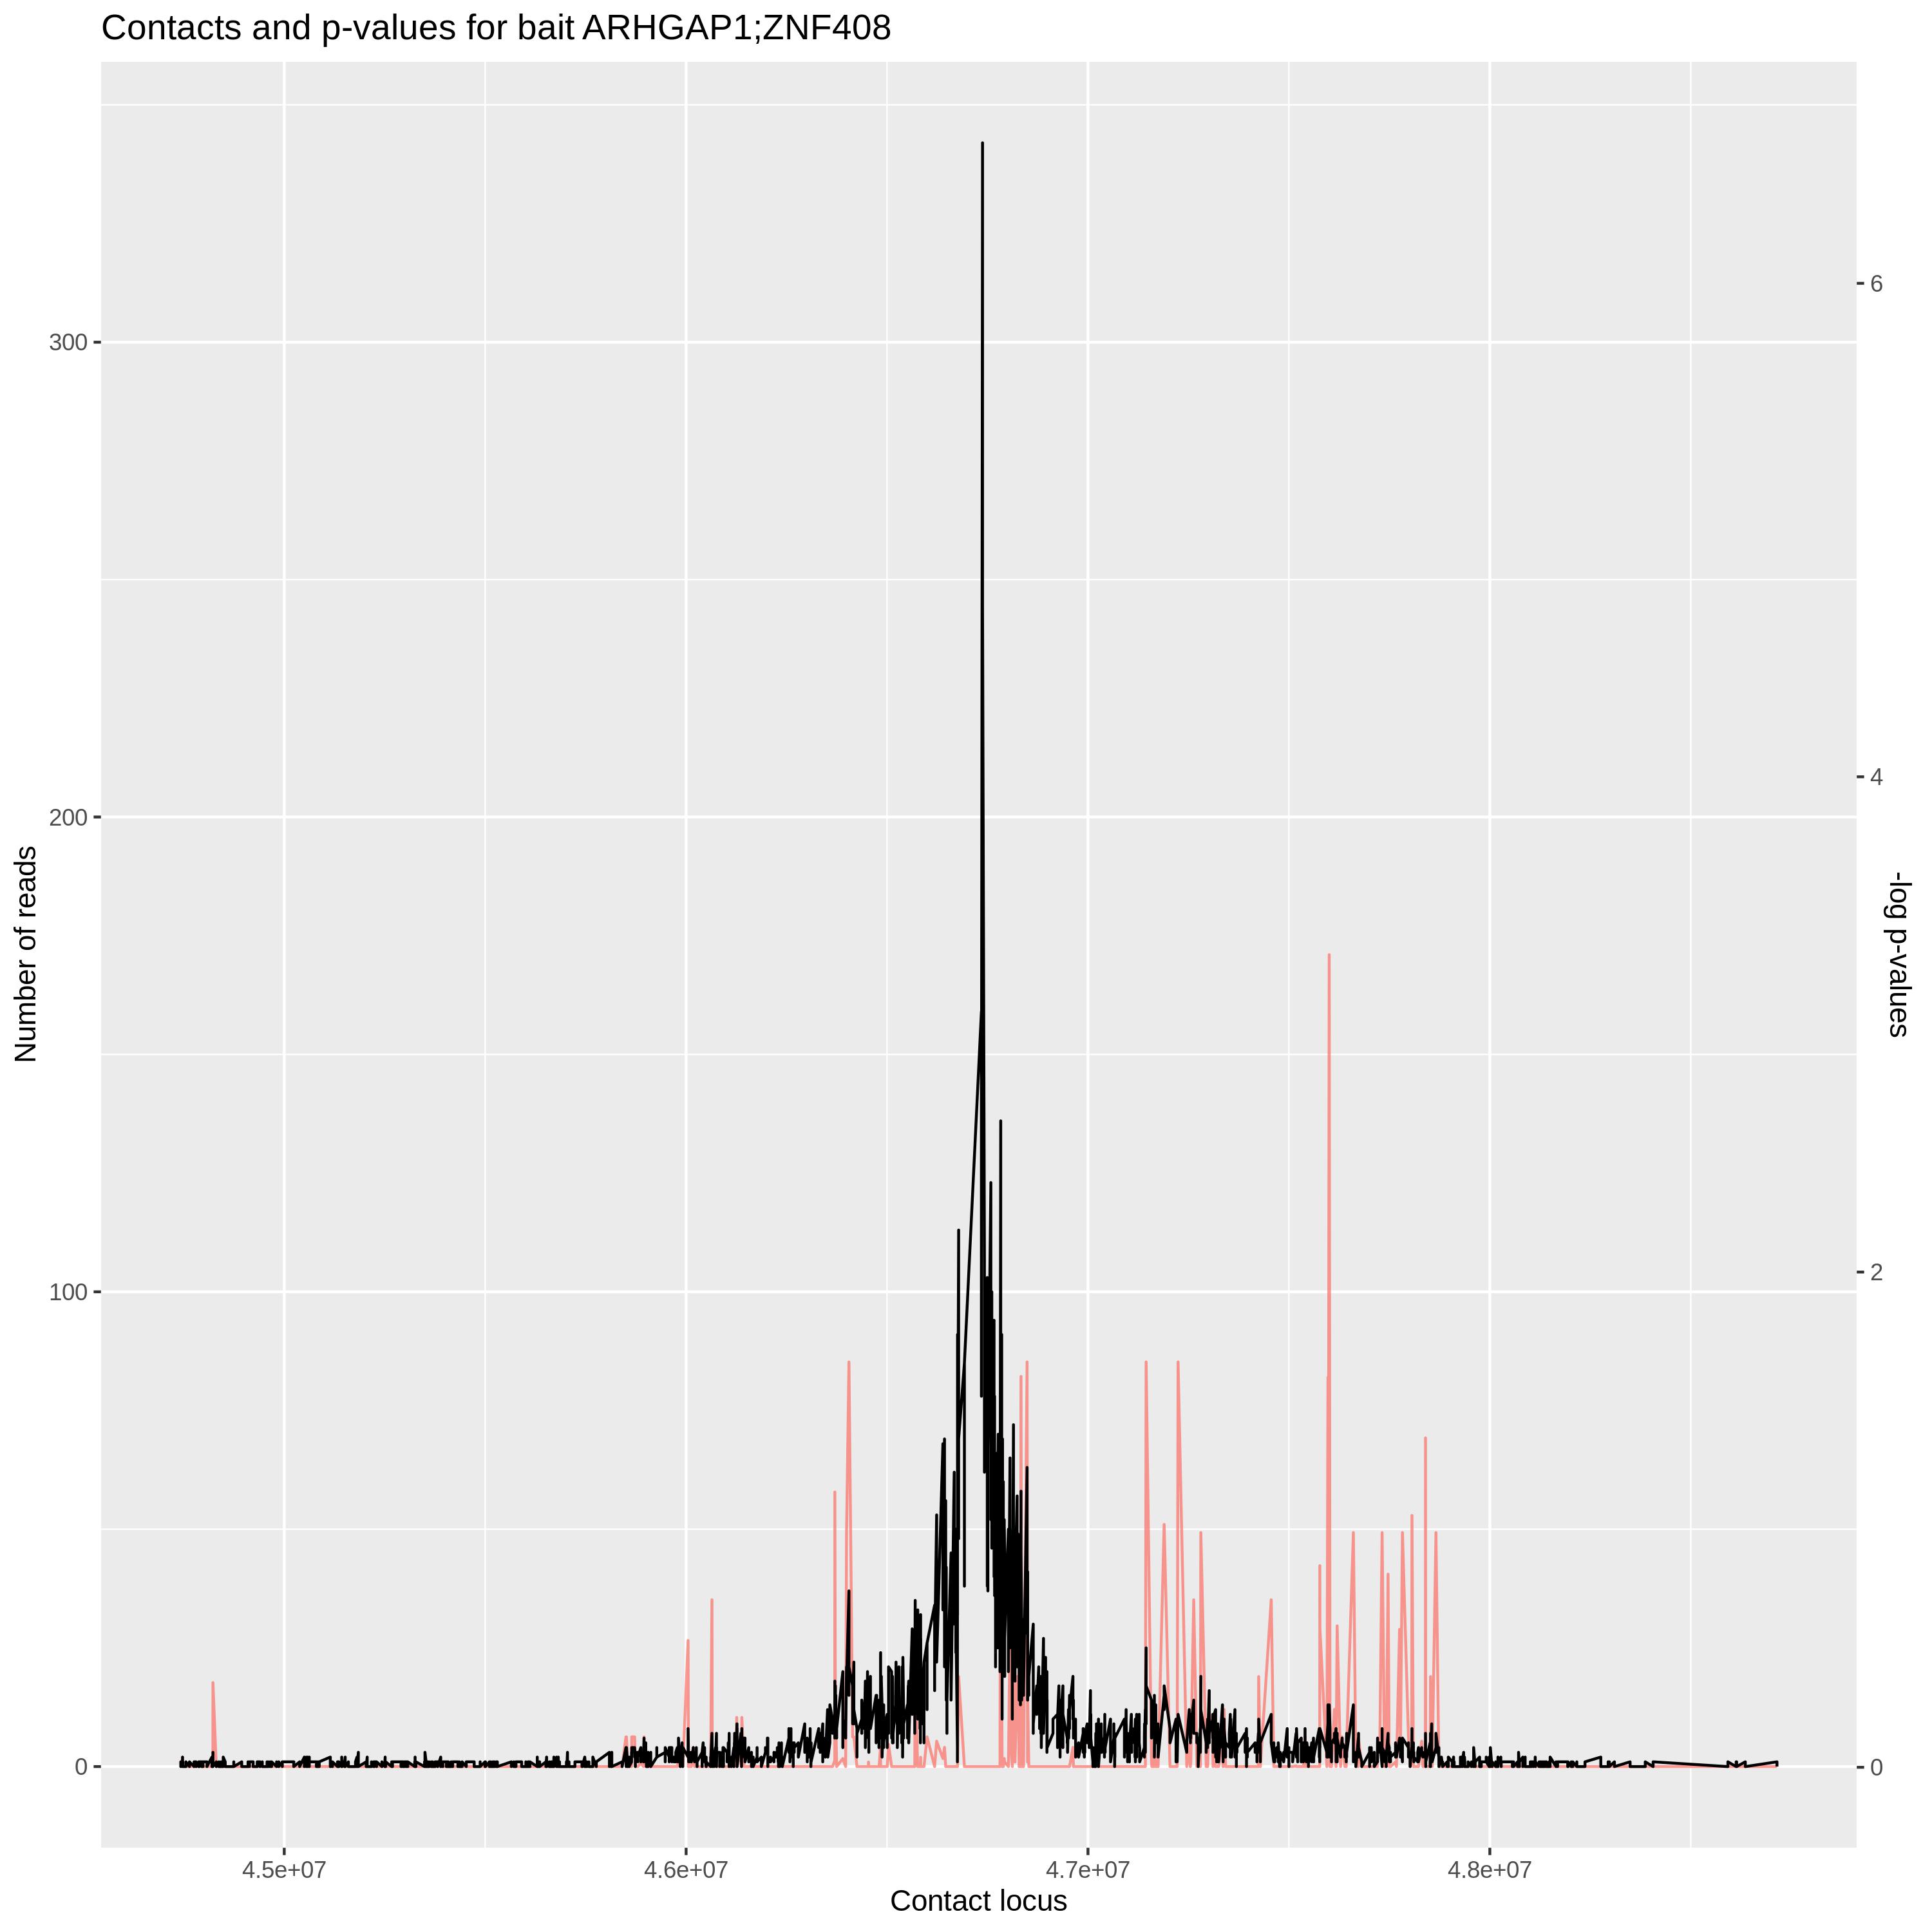 Contacts and p-values for bait ARHGAP1;ZNF408
Number of reads
300
200
100
0
6
4
2
0
-log p-values
4.5e+07 4.6e+07 4.7e+07 4.8e+07
Contact locus